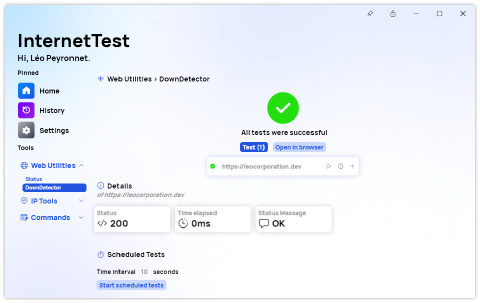 InternetTest
Hi, Léo Peyronnet.
Pinned
Home
History
Settings
Tools
Web Utilities
Status
DownDetector
IP Tools
Commands
Web Utilities › DownDetector
All tests were successful
Test (1)
Open in browser
https://leocorporation.dev
Details
of https://leocorporation.dev
Status
200
Time elapsed
0ms
Status Message
OK
Scheduled Tests
Time interval 10 seconds
Start scheduled tests